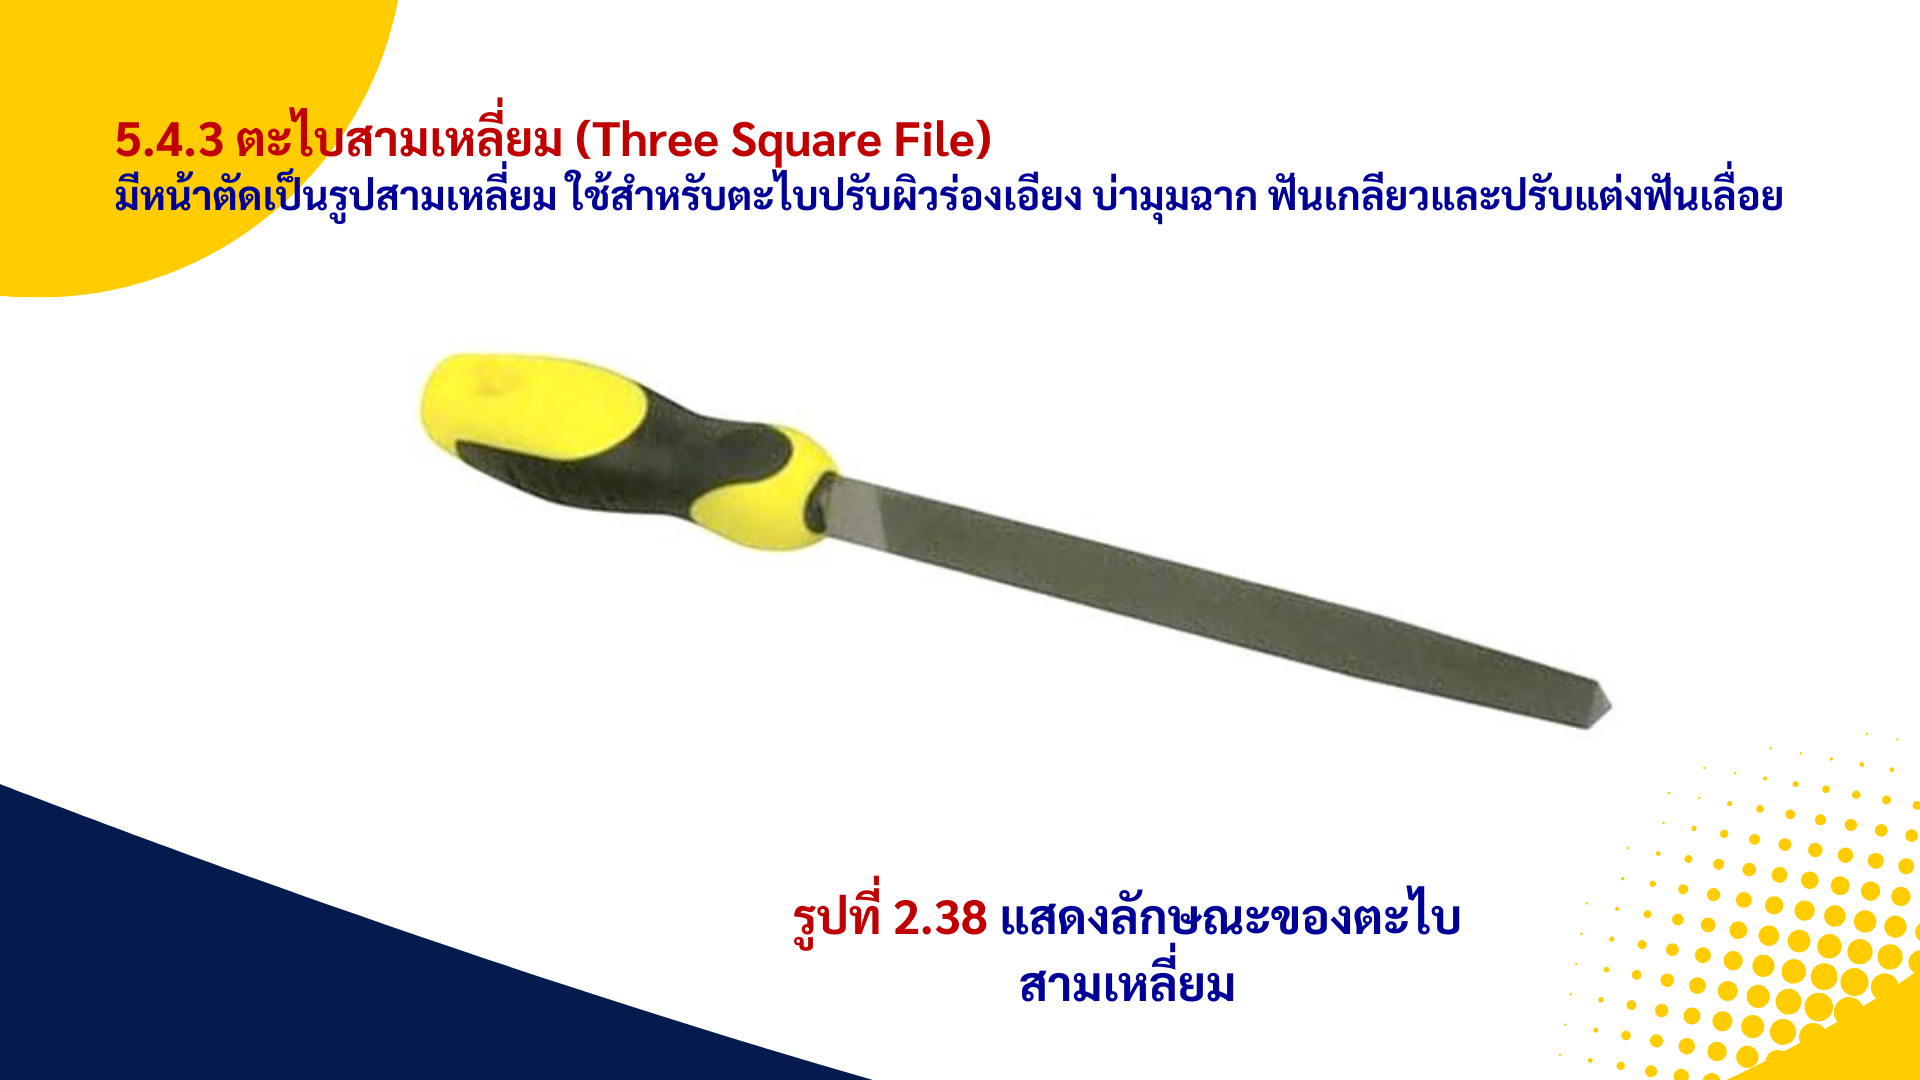 5.4.3 ตะไบสามเหลี่ยม (Three Square File)
มีหน้าตัดเป็นรูปสามเหลี่ยม ใช้สำหรับตะไบปรับผิวร่องเอียง บ่ามุมฉาก ฟันเกลียวและปรับแต่งฟันเลื่อย
รูปที่ 2.38 แสดงลักษณะของตะไบ
สามเหลี่ยม